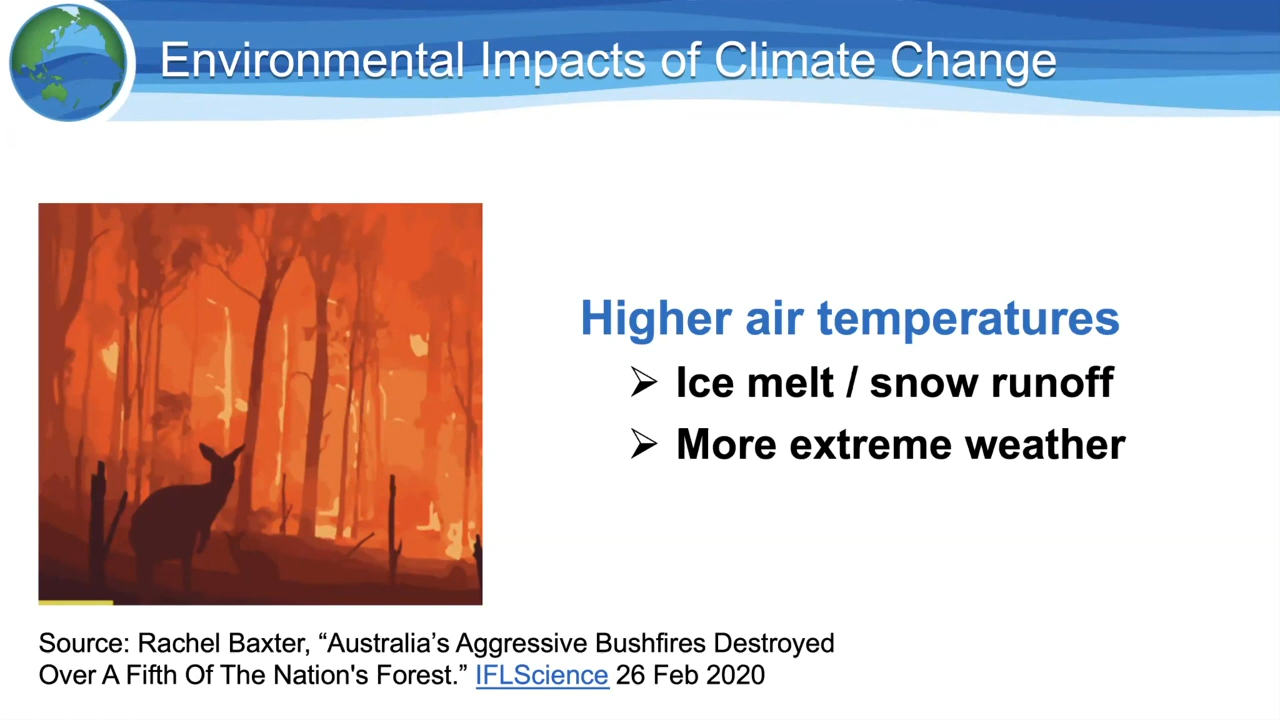 Environmental Impacts of Climate Change
Higher air temperatures
➢ Ice melt / snow runoff
➢ More extreme weather
Source: Rachel Baxter, “Australia’s Aggressive Bushfires Destroyed
Over A Fifth Of The Nation's Forest.” IFLScience 26 Feb 2020